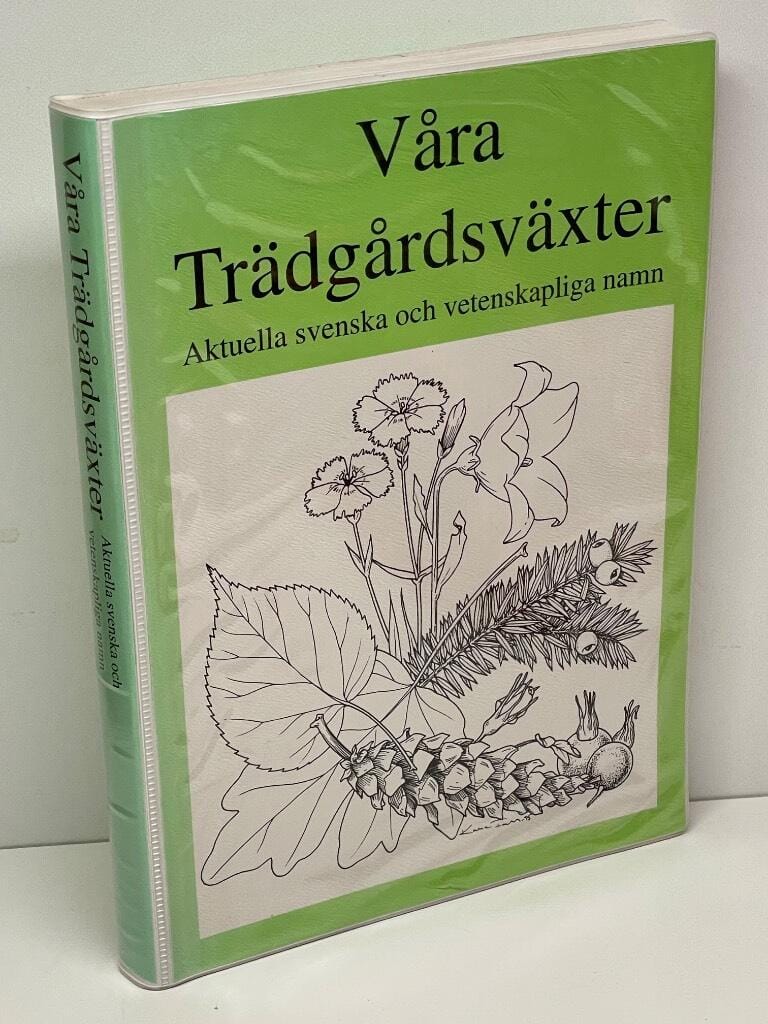 Våra
Trädgårdsväxter
Aktuella svenska och vetenskapliga namn
Våra Trädgårdsväxter
Aktuella svenska och
vetenskapliga namn